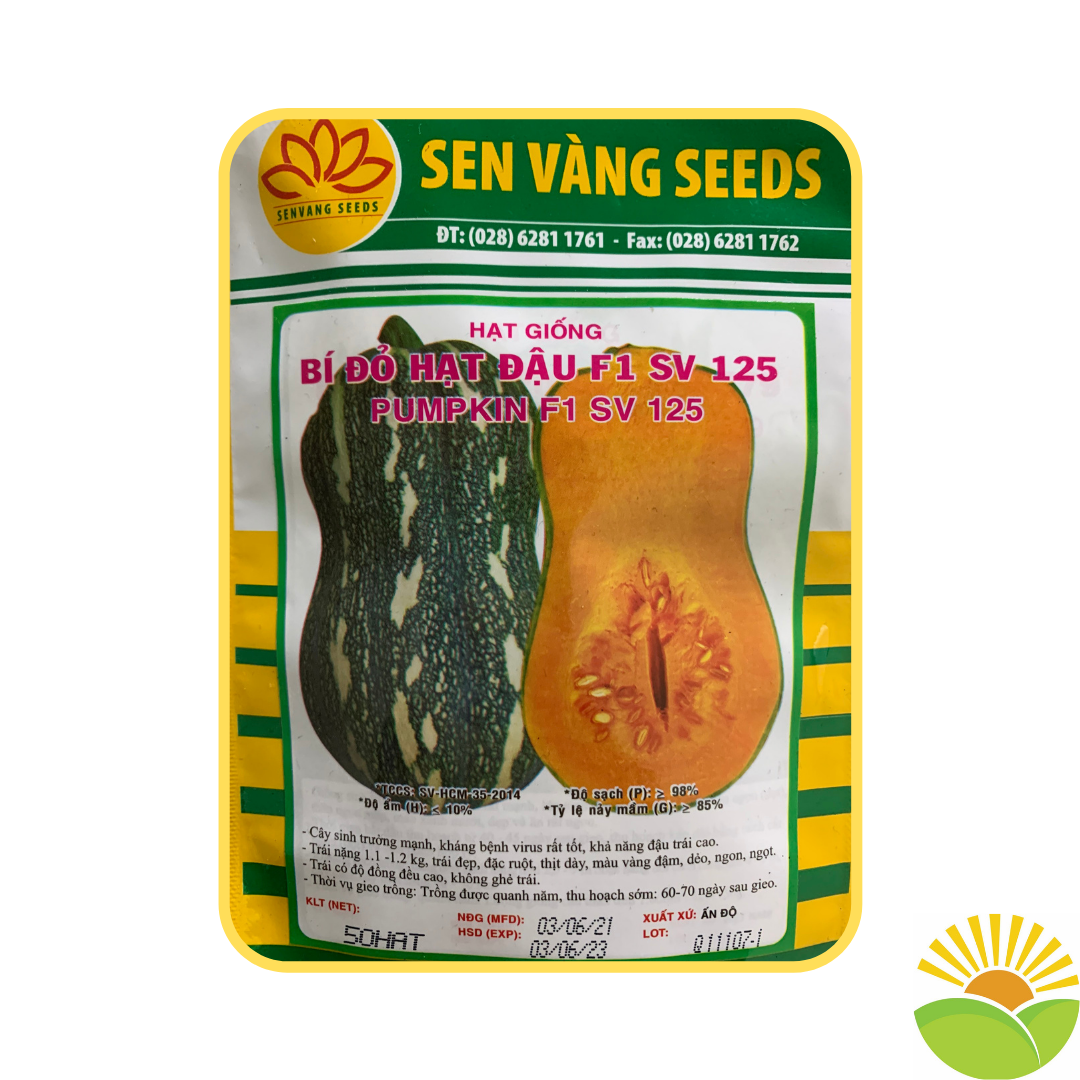 SENVANG SEEDS
SEN VÀNG SEEDS
ĐT: (028) 6281 1761 - Fax: (028) 6281 1762
HẠT GIỐNG
BÍ ĐỎ HẠT ĐẬU F1 SV 125
PUMPKIN F1 SV 125
*TCCS: SV-HCM-35-2014
*Độ sạch (P): ≥ 98%
*Độ ẩm (H): ≤ 10%
*Tỷ lệ nảy mầm (G): ≥ 85%
- Cây sinh trưởng mạnh, kháng bệnh virus rất tốt, khả năng đậu trái cao.
- Trái nặng 1.1 -1.2 kg, trái đẹp, đặc ruột, thịt dày, màu vàng đậm, dẻo, ngon, ngọt.
- Trái có độ đồng đều cao, không ghẻ trái.
- Thời vụ gieo trồng: Trồng được quanh năm, thu hoạch sớm: 60-70 ngày sau gieo.
KLT (NET): 50HAT
NĐG (MFD): 03/06/21
HSD (EXP): 03/06/23
XUẤT XỨ: ẤN ĐỘ
LOT: Q11107-1